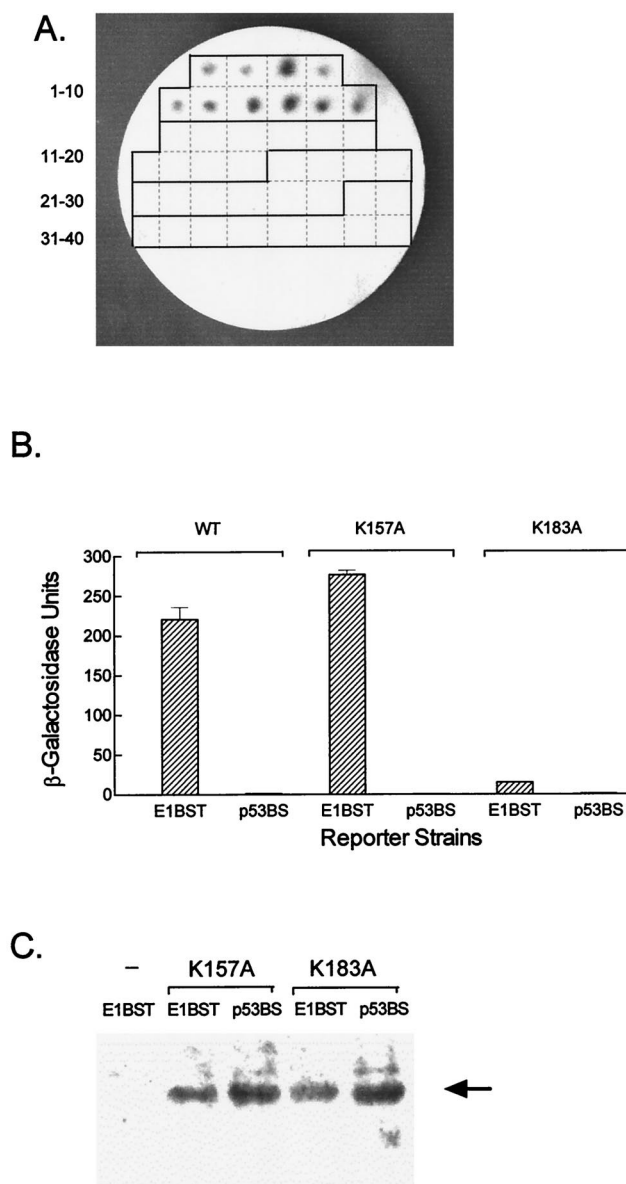 A.
1-10
11-20
21-30
31-40
B.
WT K157A K183A
β-Galactosidase Units
300
250
200
150
100
50
0
E1BST p53BS E1BST p53BS E1BST p53BS
Reporter Strains
C.
– K157A K183A
E1BST E1BST p53BS E1BST p53BS